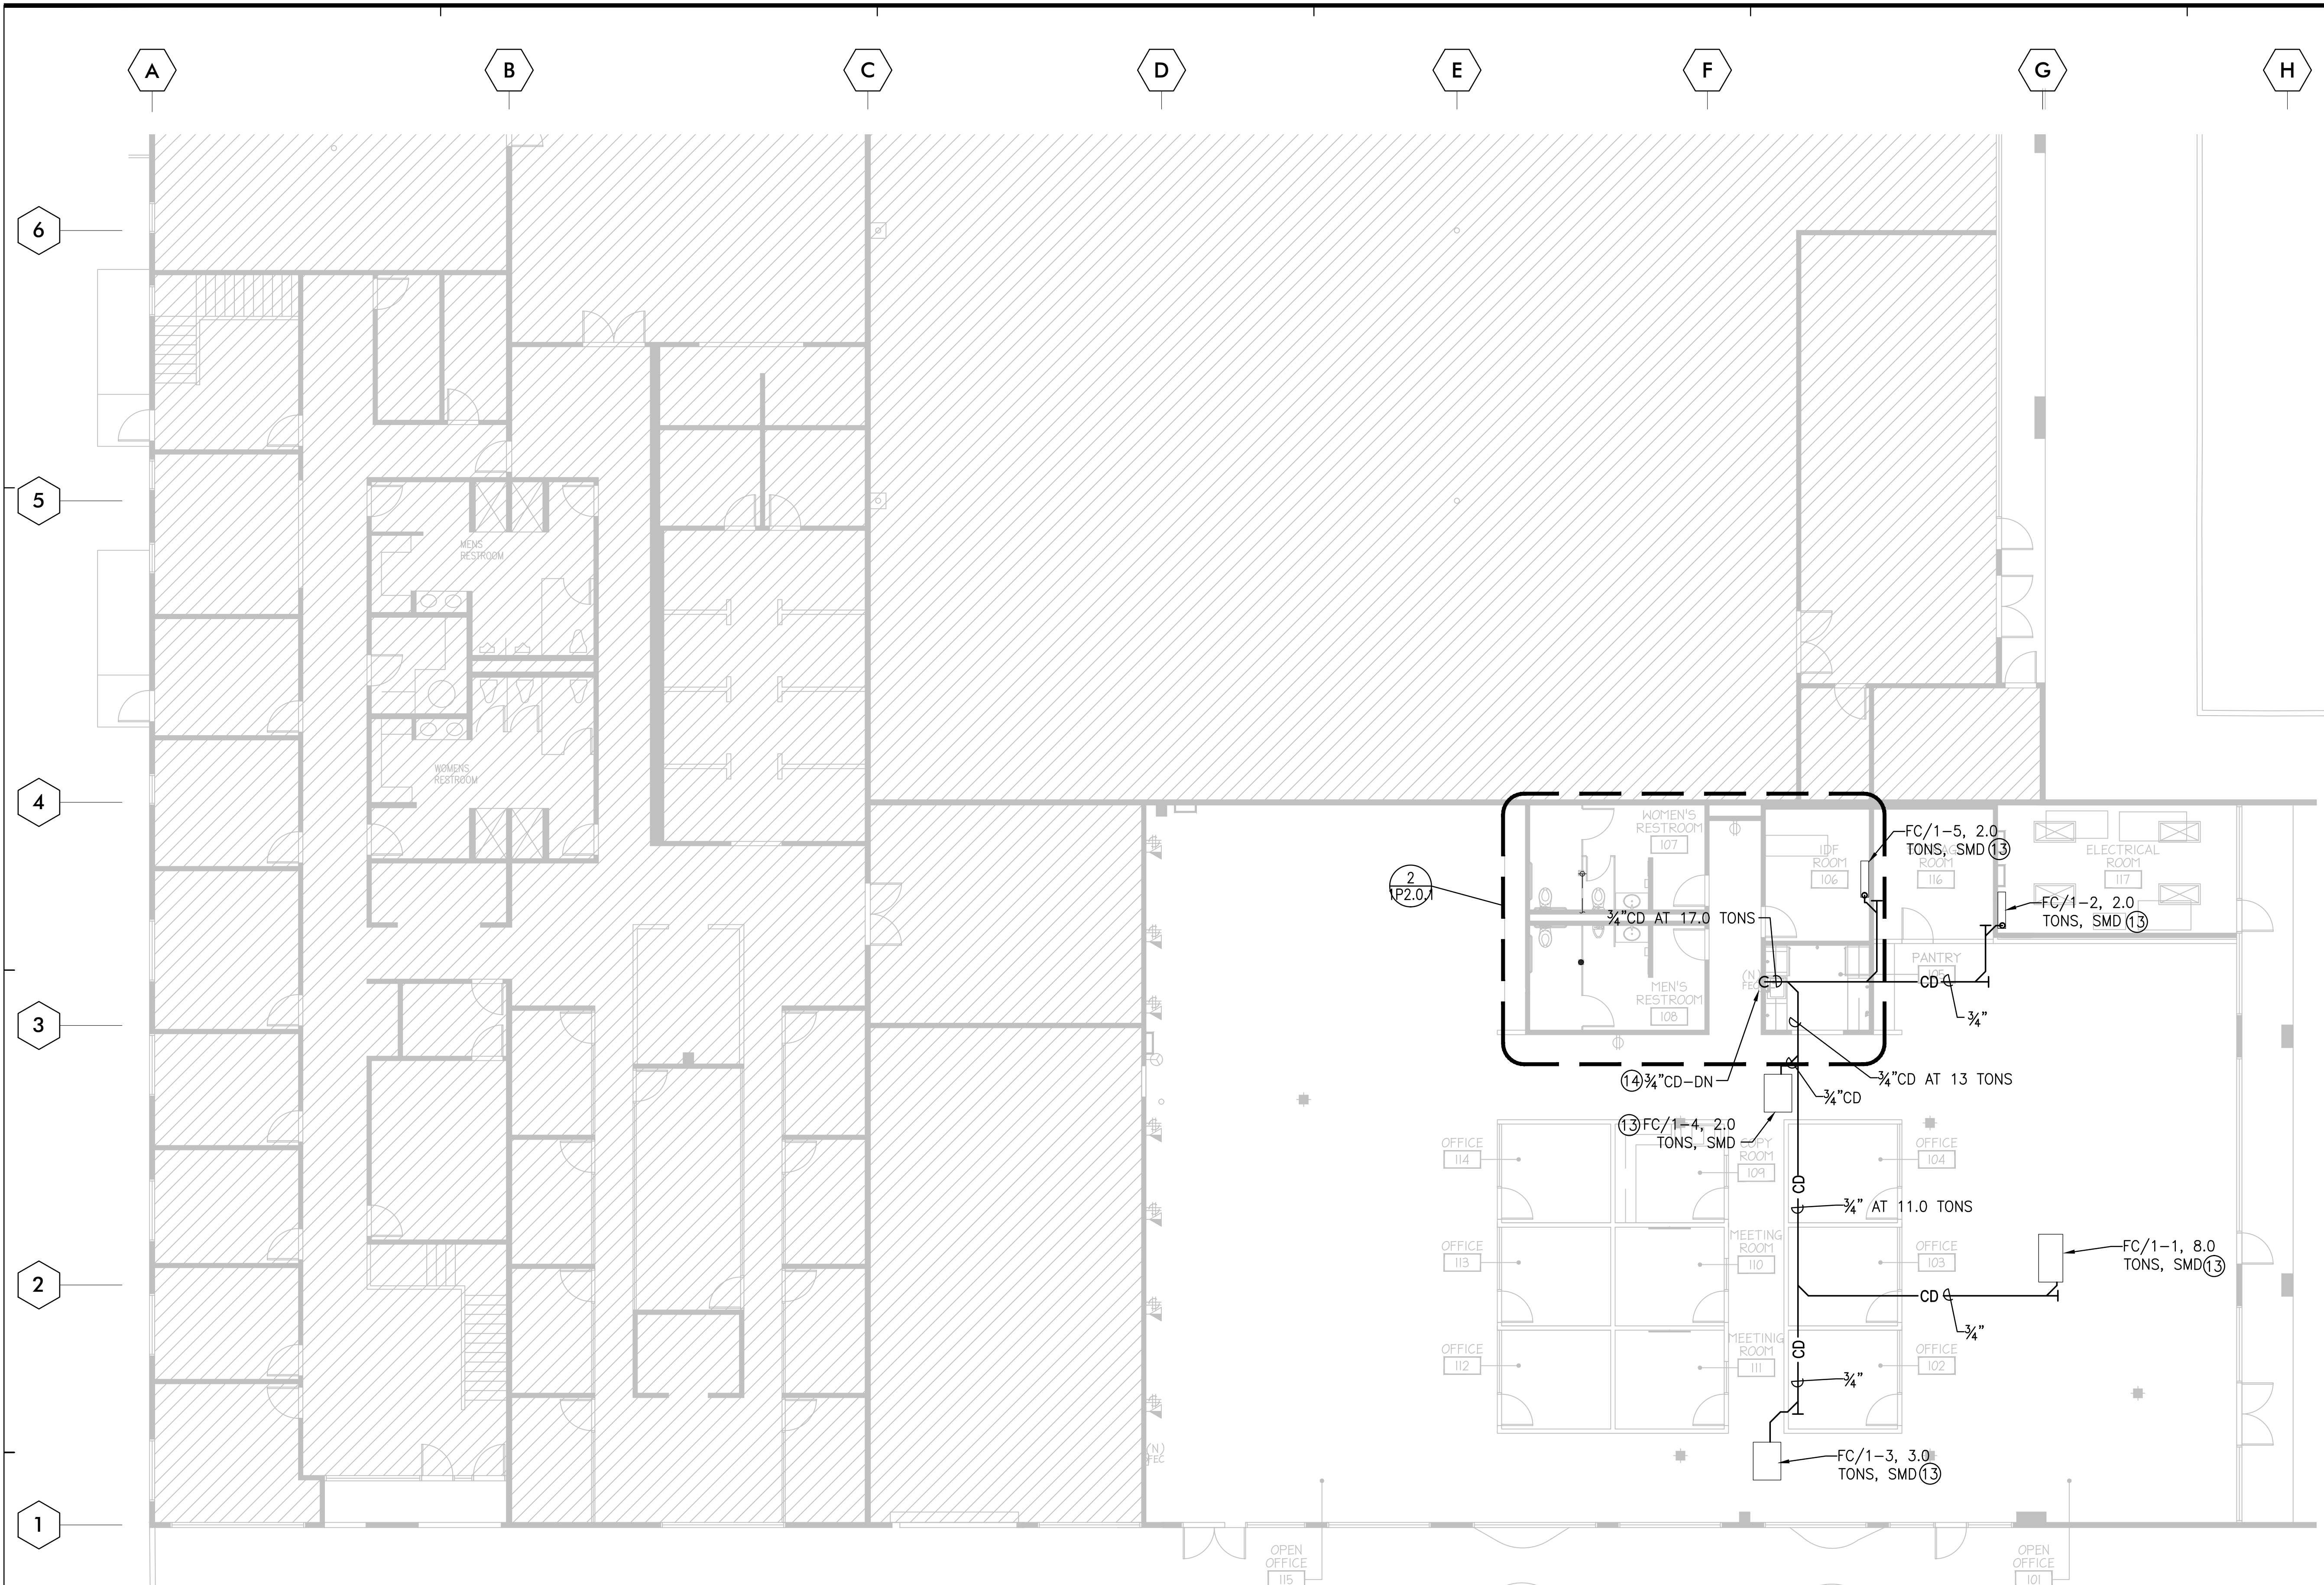 A
B
C
D
E
F
G
H
6
5
4
3
2
1
MENS
RESTROOM
WOMENS
RESTROOM
WOMEN'S
RESTROOM
107
IDF
ROOM
106
FC/1-5, 2.0
TONS, SMD 13
ROOM
116
ELECTRICAL
ROOM
117
2
1P2.0.1
FC/1-2, 2.0
TONS, SMD 13
¾"CD AT 17.0 TONS
PANTRY
105
(N)
FEC
CD
MEN'S
RESTROOM
108
¾"
14 ¾"CD-DN
¾"CD AT 13 TONS
¾"CD
13 FC/1-4, 2.0
TONS, SMD
OFFICE
114
COPY
ROOM
109
OFFICE
104
CD
¾" AT 11.0 TONS
OFFICE
113
MEETING
ROOM
110
OFFICE
103
FC/1-1, 8.0
TONS, SMD 13
CD
¾"
OFFICE
112
MEETINIG
ROOM
111
CD
OFFICE
102
¾"
(N)
FEC
FC/1-3, 3.0
TONS, SMD 13
OPEN
OFFICE
115
OPEN
OFFICE
101